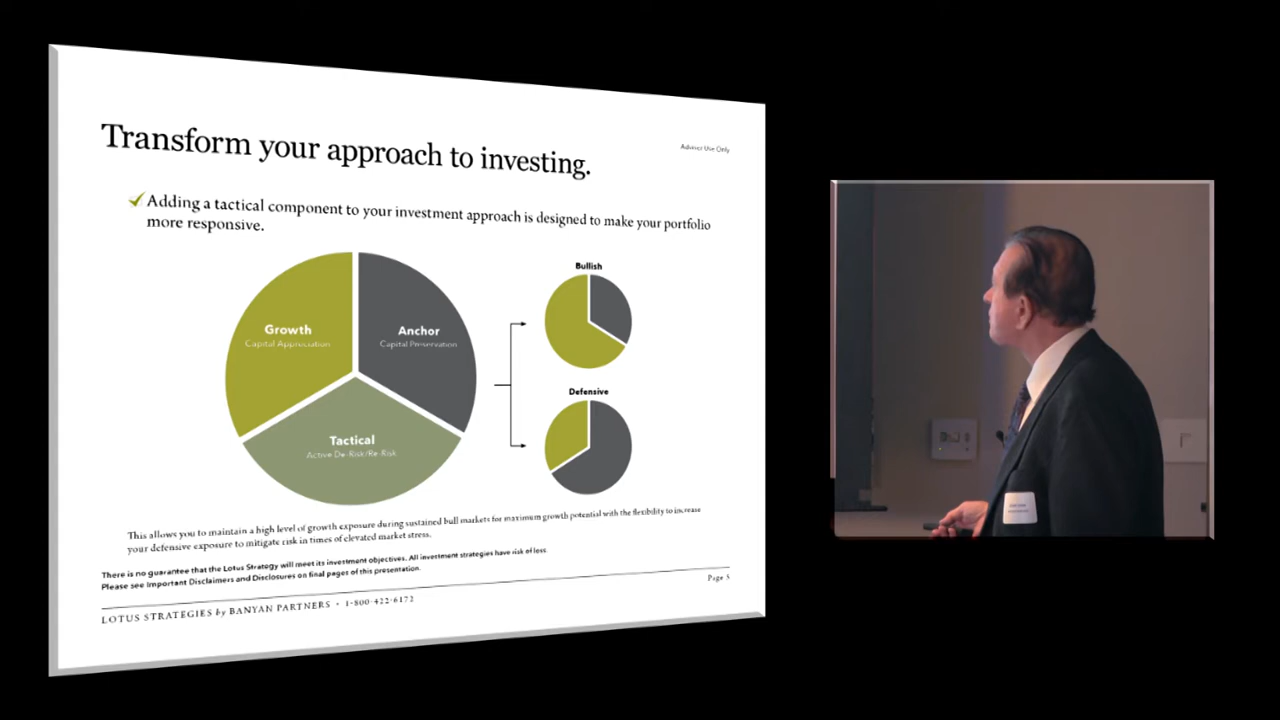 Transform your approach to investing.
Advisor Use Only
Adding a tactical component to your investment approach is designed to make your portfolio
more responsive.
Growth
Capital Appreciation
Anchor
Capital Preservation
Tactical
Active De-Risk/Re-Risk
Bullish
Defensive
This allows you to maintain a high level of growth exposure during sustained bull markets for maximum growth potential with the flexibility to increase
your defensive exposure to mitigate risk in times of elevated market stress.
There is no guarantee that the Lotus Strategy will meet its investment objectives. All investment strategies have risk of loss.
Please see Important Disclaimers and Disclosures on final pages of this presentation.
Page 5
LOTUS STRATEGIES by BANYAN PARTNERS • 1-800-422-6172